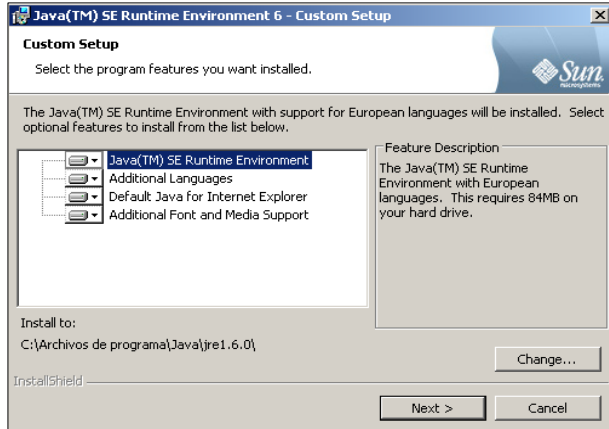 Java(TM) SE Runtime Environment 6 - Custom Setup
Custom Setup
Select the program features you want installed.
Sun
microsystems
The Java(TM) SE Runtime Environment with support for European languages will be installed. Select
optional features to install from the list below.
Java(TM) SE Runtime Environment
Additional Languages
Default Java for Internet Explorer
Additional Font and Media Support
Feature Description
The Java(TM) SE Runtime
Environment with European
languages. This requires 84MB on
your hard drive.
Install to:
C:\Archivos de programa\Java\jre1.6.0\
Change...
InstallShield
Next >
Cancel